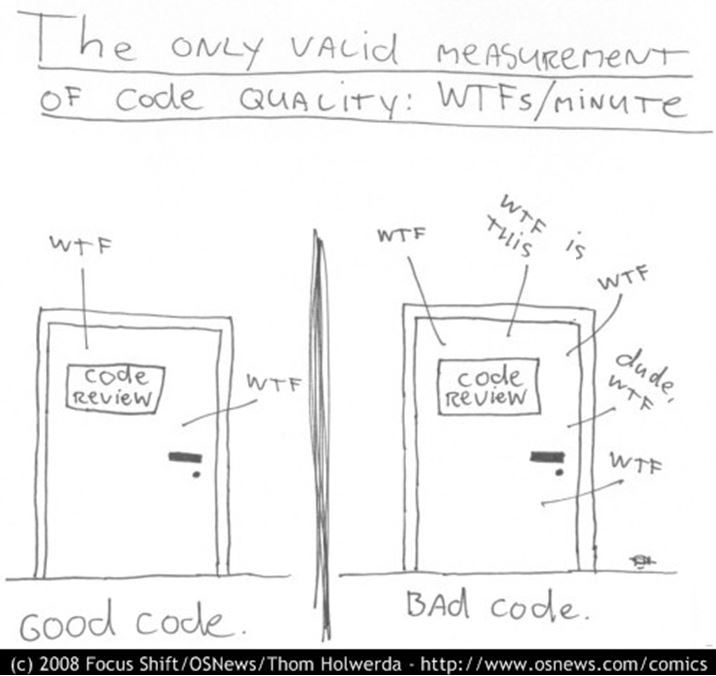 The ONLY VALid MEASUREMENT
OF Code QUALITY: WTFs/MINUTE
WTF
Code
REVIEW
WTF
GOOD Code.
WTF
WTF is
THiS
WTF
Code
REVIEW
dude,
WTF
WTF
BAd Code.
(c) 2008 Focus Shift/OSNews/Thom Holwerda - http://www.osnews.com/comics